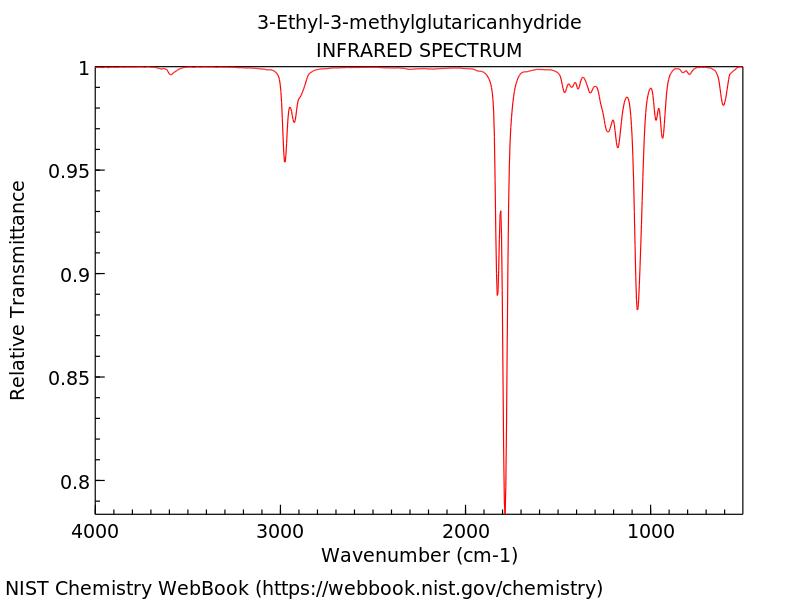 3-Ethyl-3-methylglutaricanhydride
INFRARED SPECTRUM
1
0.95
0.9
0.85
0.8
Relative Transmittance
4000 3000 2000 1000
Wavenumber (cm-1)
NIST Chemistry WebBook (https://webbook.nist.gov/chemistry)